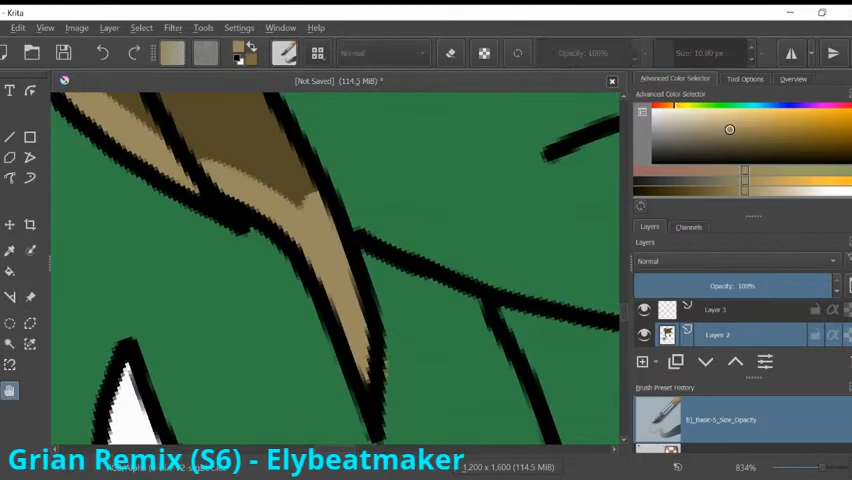 - Krita
File Edit View Image Layer Select Filter Tools Settings Window Help
Normal Opacity: 100% Size: 10.00 px
[Not Saved] (114.5 MiB) *
Advanced Color Selector Tool Options Overview
Advanced Color Selector
Layers Channels
Layers
Normal
Opacity: 100%
Layer 3
Layer 2
Brush Preset History
b)_Basic-5_Size_Opacity
1,200 x 1,600 (114.5 MiB) 834%
Grian Remix (S6) - Elybeatmaker